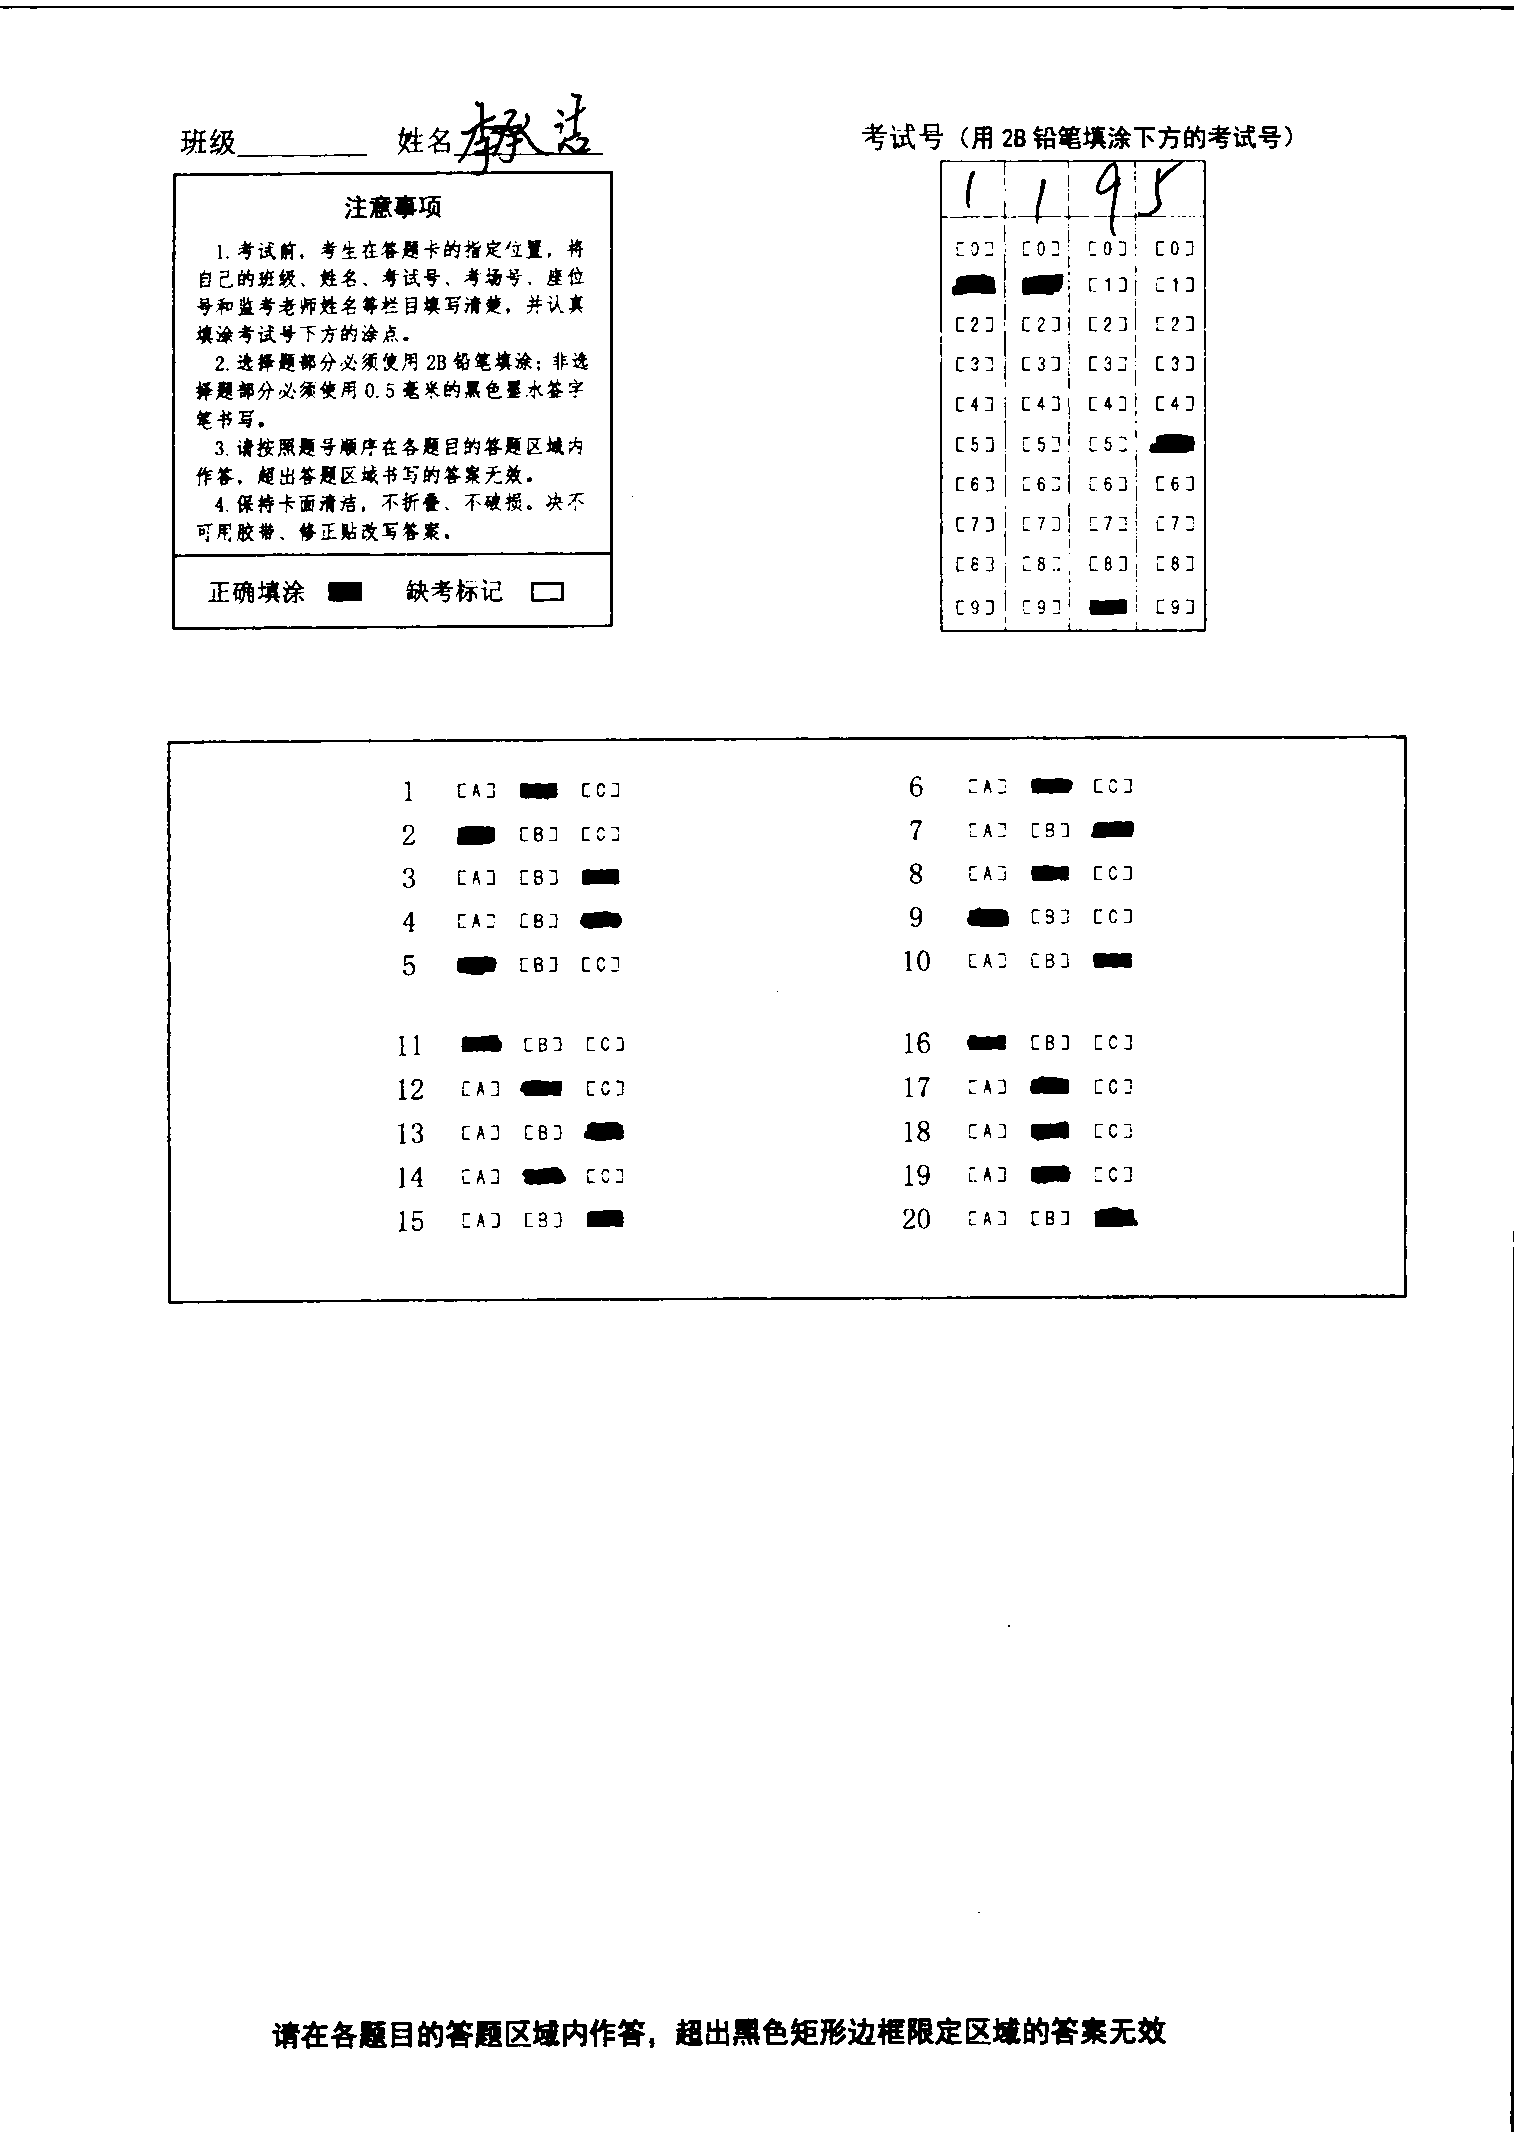 班级 姓名 李承洁
注意事项
1.考试前，考生在答题卡的指定位置，将
自己的班级、姓名、考试号、考场号、座位
号和监考老师姓名等栏目填写清楚，并认真
填涂考试号下方的涂点。
2.选择题部分必须使用2B铅笔填涂；非选
择题部分必须使用0.5毫米的黑色墨水签字
笔书写。
3.请按照题号顺序在各题目的答题区域内
作答，超出答题区域书写的答案无效。
4.保持卡面清洁，不折叠、不破损。决不
可用胶带、修正贴改写答案。
正确填涂 缺考标记
考试号（用2B铅笔填涂下方的考试号）
1 1 9 5
[0] [0] [0] [0]
[1] [1]
[2] [2] [2] [2]
[3] [3] [3] [3]
[4] [4] [4] [4]
[5] [5] [5]
[6] [6] [6] [6]
[7] [7] [7] [7]
[8] [8] [8] [8]
[9] [9] [9]
1 [A] [C]
2 [B] [C]
3 [A] [B]
4 [A] [B]
5 [B] [C]
6 [A] [C]
7 [A] [B]
8 [A] [C]
9 [B] [C]
10 [A] [B]
11 [B] [C]
12 [A] [C]
13 [A] [B]
14 [A] [C]
15 [A] [B]
16 [B] [C]
17 [A] [C]
18 [A] [C]
19 [A] [C]
20 [A] [B]
请在各题目的答题区域内作答，超出黑色矩形边框限定区域的答案无效